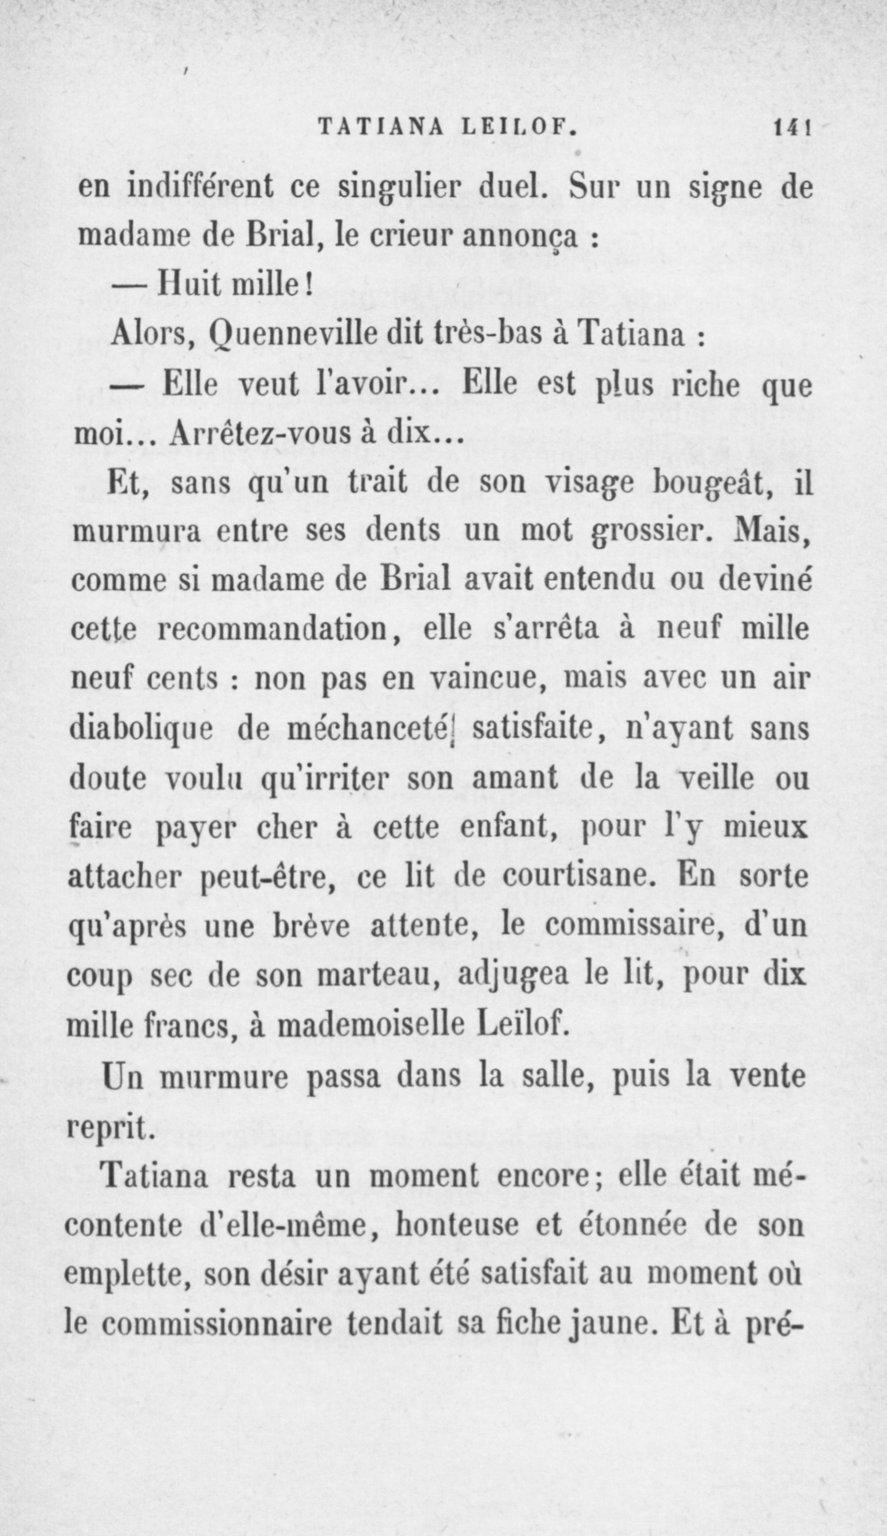 TATIANA LEILOF. 141
en indifférent ce singulier duel. Sur un signe de
madame de Brial, le crieur annonça :
— Huit mille !
Alors, Quenneville dit très-bas à Tatiana :
— Elle veut l'avoir... Elle est plus riche que
moi... Arrêtez-vous à dix...
Et, sans qu'un trait de son visage bougeât, il
murmura entre ses dents un mot grossier. Mais,
comme si madame de Brial avait entendu ou deviné
cette recommandation, elle s'arrêta à neuf mille
neuf cents : non pas en vaincue, mais avec un air
diabolique de méchanceté satisfaite, n'ayant sans
doute voulu qu'irriter son amant de la veille ou
faire payer cher à cette enfant, pour l'y mieux
attacher peut-être, ce lit de courtisane. En sorte
qu'après une brève attente, le commissaire, d'un
coup sec de son marteau, adjugea le lit, pour dix
mille francs, à mademoiselle Leïlof.
Un murmure passa dans la salle, puis la vente
reprit.
Tatiana resta un moment encore; elle était mé-
contente d'elle-même, honteuse et étonnée de son
emplette, son désir ayant été satisfait au moment où
le commissionnaire tendait sa fiche jaune. Et à pré-